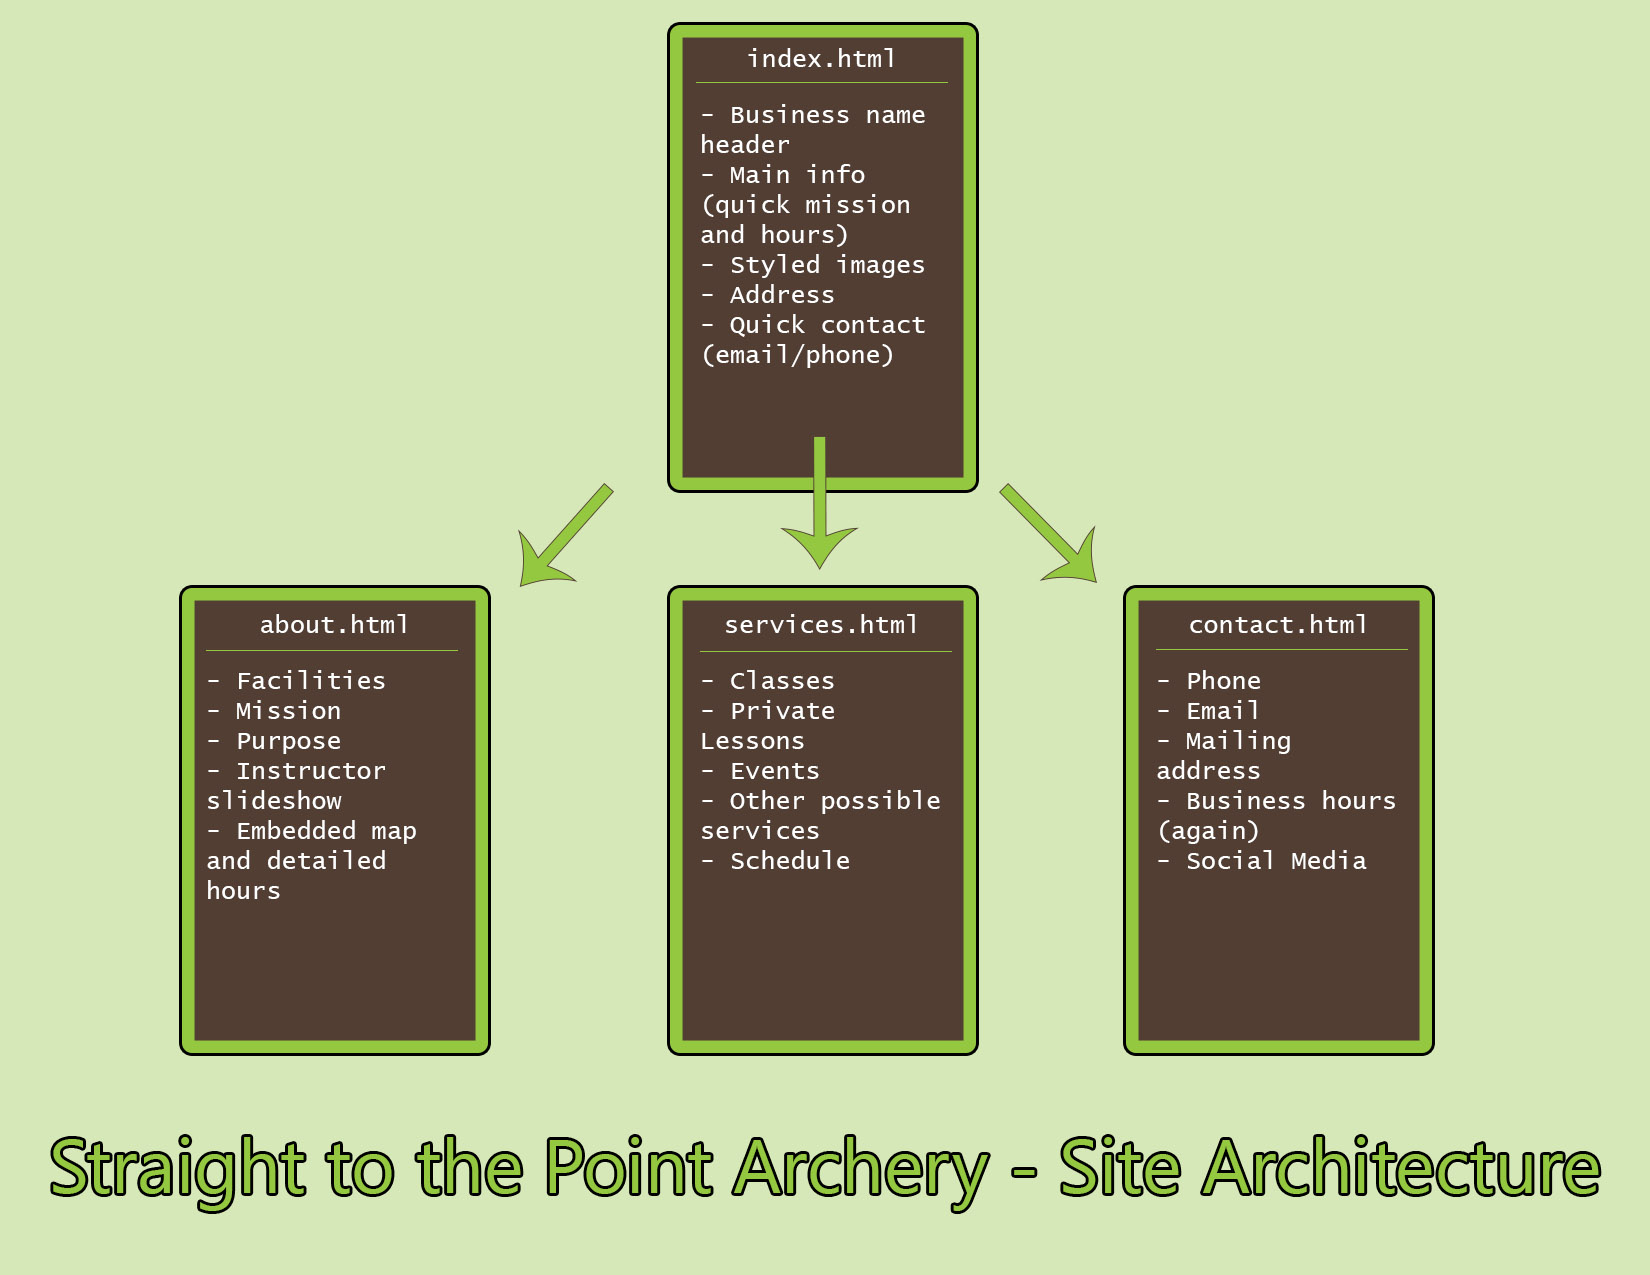 index.html
- Business name
header
- Main info
(quick mission
and hours)
- Styled images
- Address
- Quick contact
(email/phone)
about.html
- Facilities
- Mission
- Purpose
- Instructor
slideshow
- Embedded map
and detailed
hours
services.html
- Classes
- Private
Lessons
- Events
- Other possible
services
- Schedule
contact.html
- Phone
- Email
- Mailing
address
- Business hours
(again)
- Social Media
Straight to the Point Archery - Site Architecture